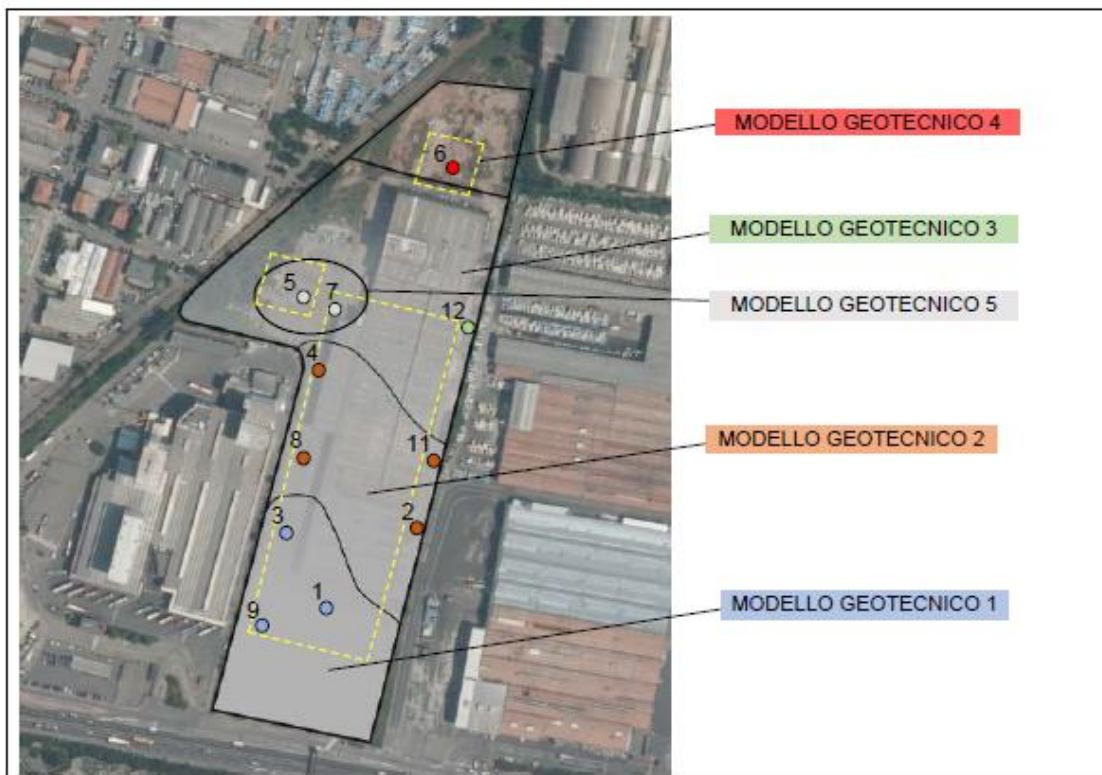 MODELLO GEOTECNICO 4
6
MODELLO GEOTECNICO 3
5
7
MODELLO GEOTECNICO 5
12
4
MODELLO GEOTECNICO 2
8
11
3
2
1
MODELLO GEOTECNICO 1
9